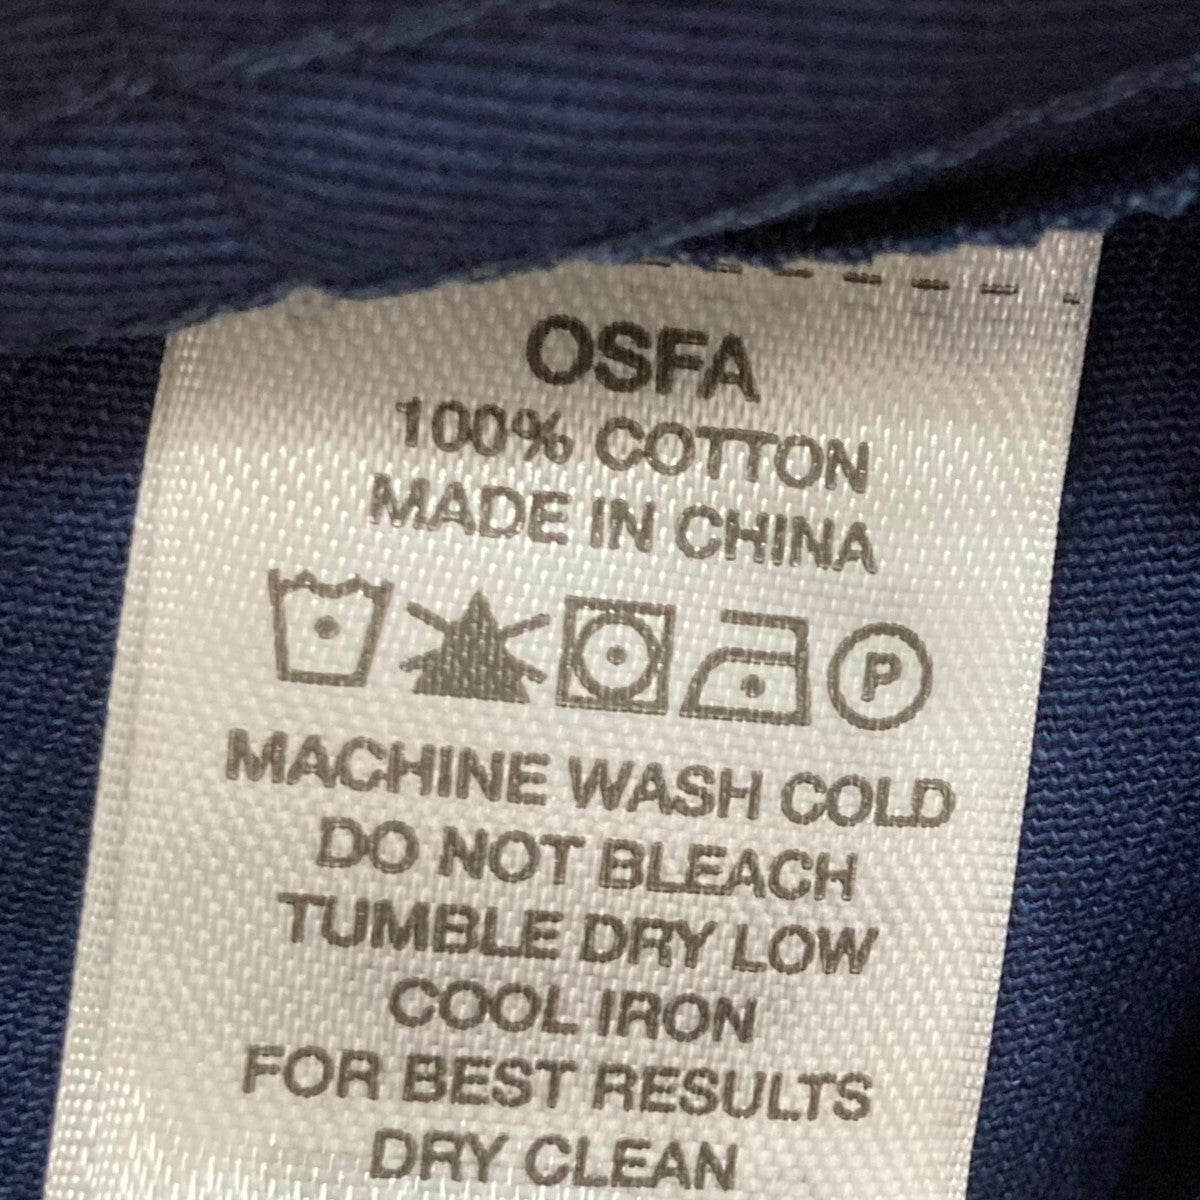 OSFA
100% COTTON
MADE IN CHINA
P
MACHINE WASH COLD
DO NOT BLEACH
TUMBLE DRY LOW
COOL IRON
FOR BEST RESULTS
DRY CLEAN